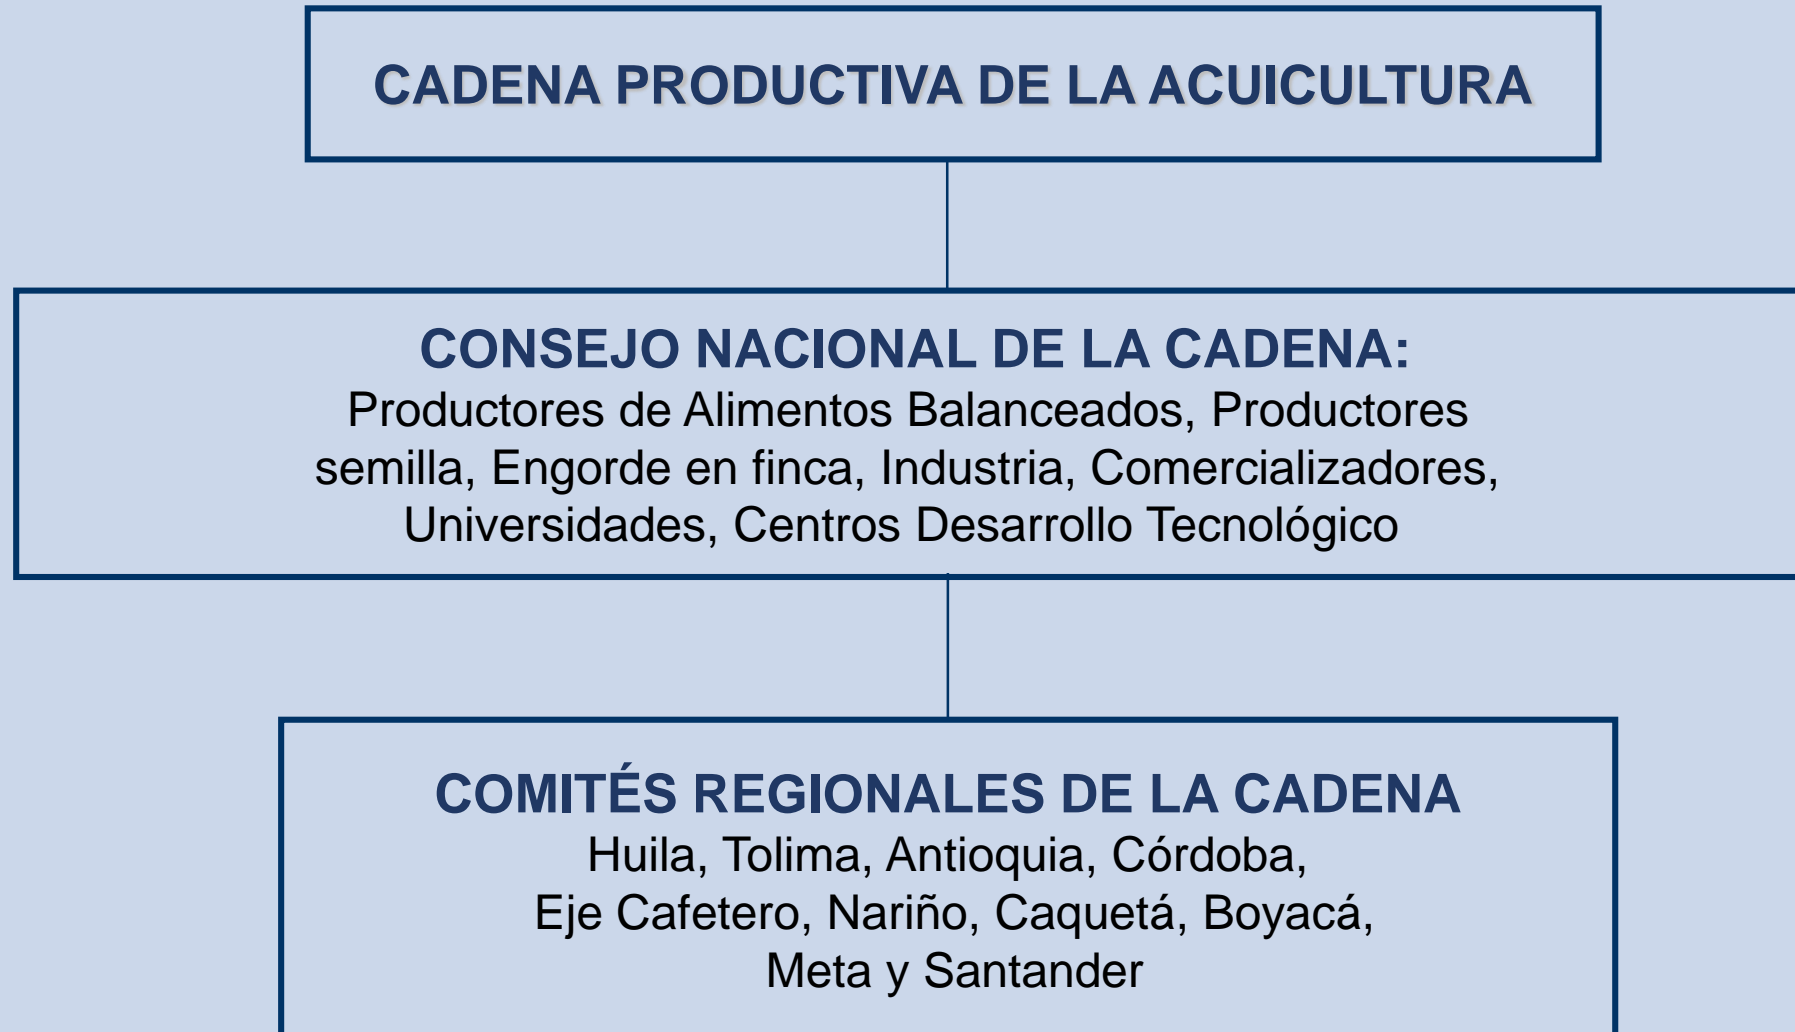 CADENA PRODUCTIVA DE LA ACUICULTURA
CONSEJO NACIONAL DE LA CADENA:
Productores de Alimentos Balanceados, Productores
semilla, Engorde en finca, Industria, Comercializadores,
Universidades, Centros Desarrollo Tecnológico
COMITÉS REGIONALES DE LA CADENA
Huila, Tolima, Antioquia, Córdoba,
Eje Cafetero, Nariño, Caquetá, Boyacá,
Meta y Santander